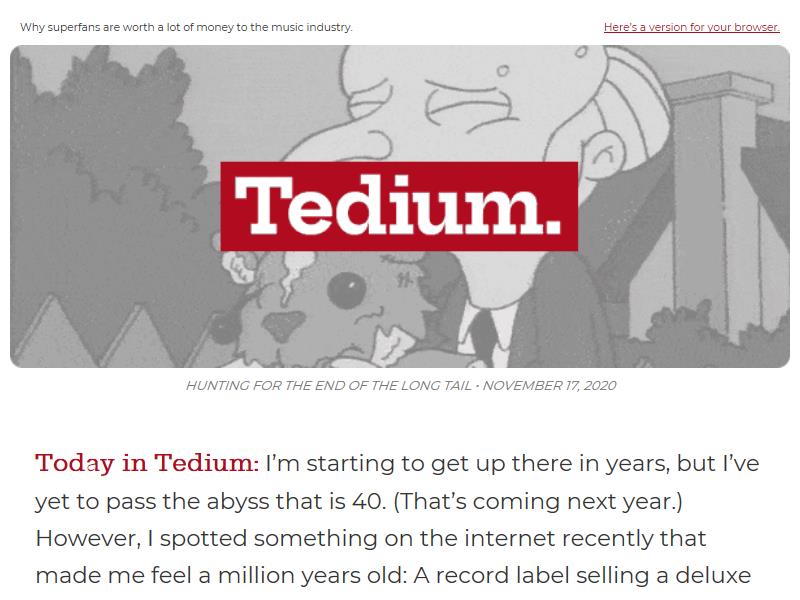 Why superfans are worth a lot of money to the music industry.
Here's a version for your browser.
Tedium.
HUNTING FOR THE END OF THE LONG TAIL • NOVEMBER 17, 2020
Today in Tedium: I’m starting to get up there in years, but I’ve
yet to pass the abyss that is 40. (That’s coming next year.)
However, I spotted something on the internet recently that
made me feel a million years old: A record label selling a deluxe